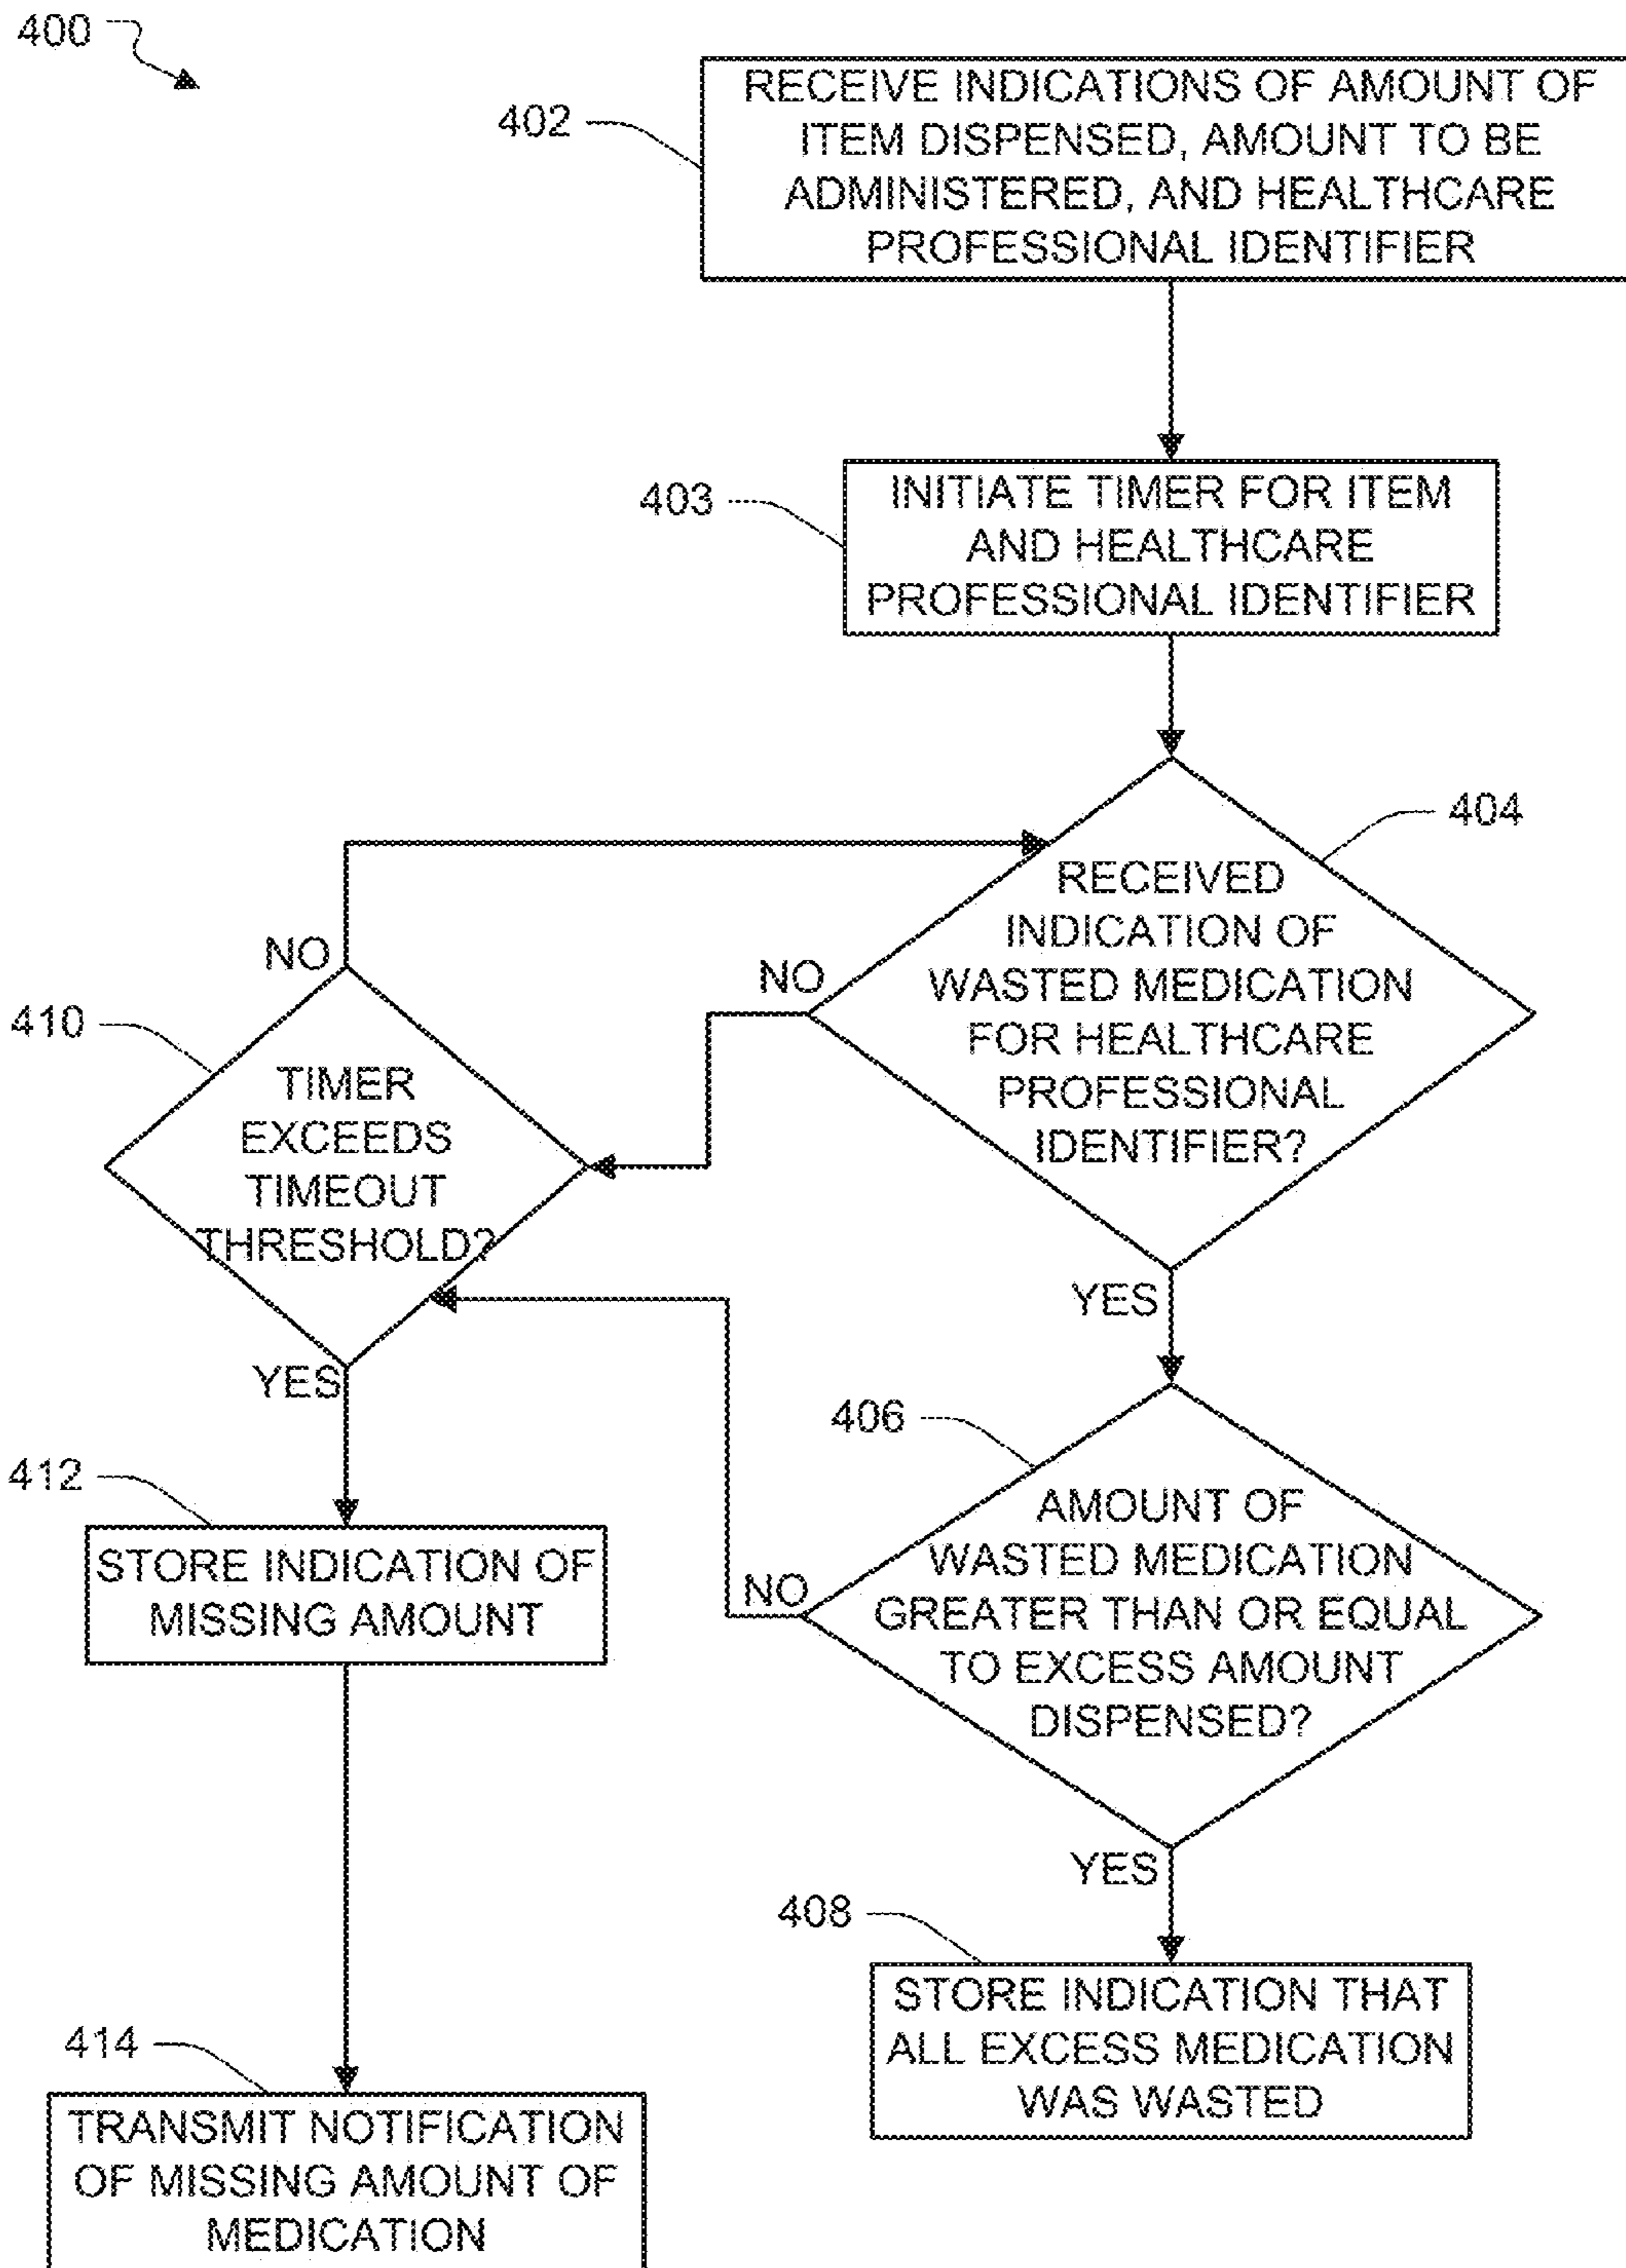 400
402
RECEIVE INDICATIONS OF AMOUNT OF
ITEM DISPENSED, AMOUNT TO BE
ADMINISTERED, AND HEALTHCARE
PROFESSIONAL IDENTIFIER
403
INITIATE TIMER FOR ITEM
AND HEALTHCARE
PROFESSIONAL IDENTIFIER
404
RECEIVED
INDICATION OF
WASTED MEDICATION
FOR HEALTHCARE
PROFESSIONAL
IDENTIFIER?
NO
YES
410
NO
TIMER
EXCEEDS
TIMEOUT
THRESHOLD?
YES
406
AMOUNT OF
WASTED MEDICATION
GREATER THAN OR EQUAL
TO EXCESS AMOUNT
DISPENSED?
NO
YES
412
STORE INDICATION OF
MISSING AMOUNT
408
STORE INDICATION THAT
ALL EXCESS MEDICATION
WAS WASTED
414
TRANSMIT NOTIFICATION
OF MISSING AMOUNT OF
MEDICATION